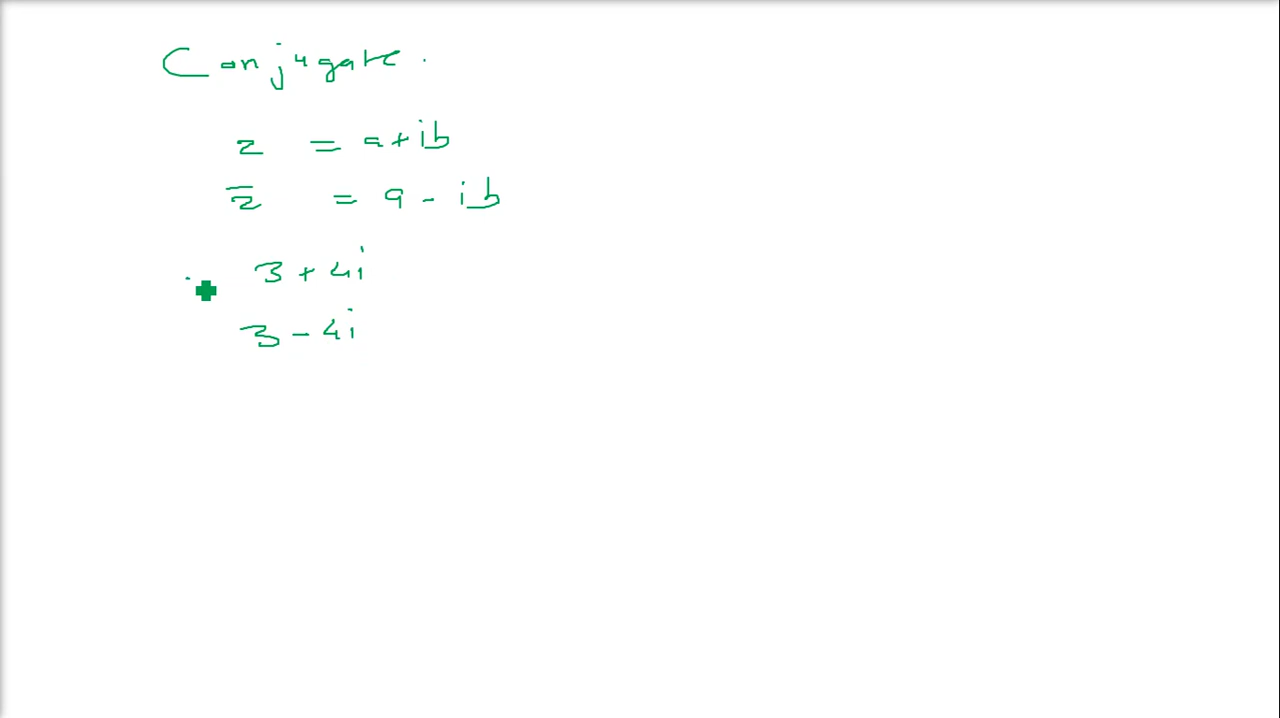 Conjugate.
z = a + ib
z̅ = a - ib
3 + 4i
3 - 4i